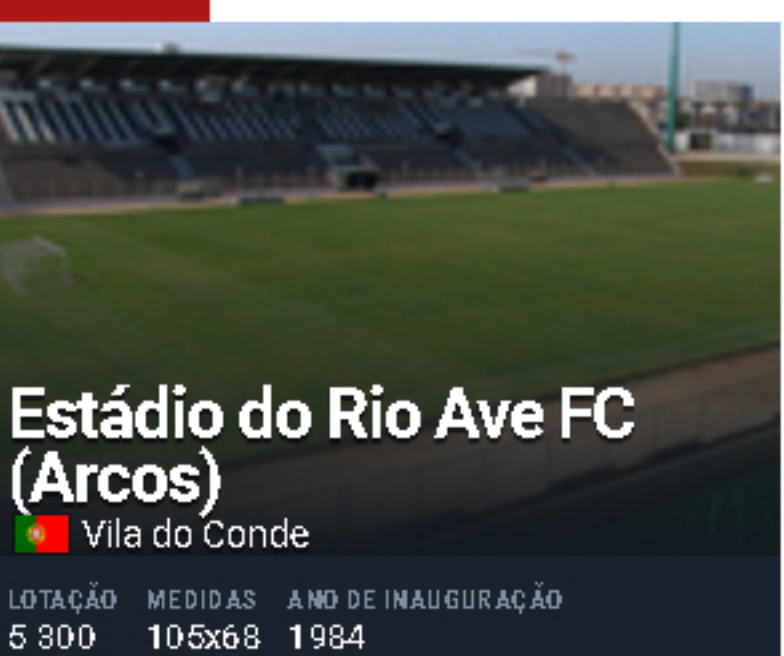 Estádio do Rio Ave FC
(Arcos)
Vila do Conde
LOTAÇÃO MEDIDAS ANO DE INAUGURAÇÃO
5 300 105x68 1984